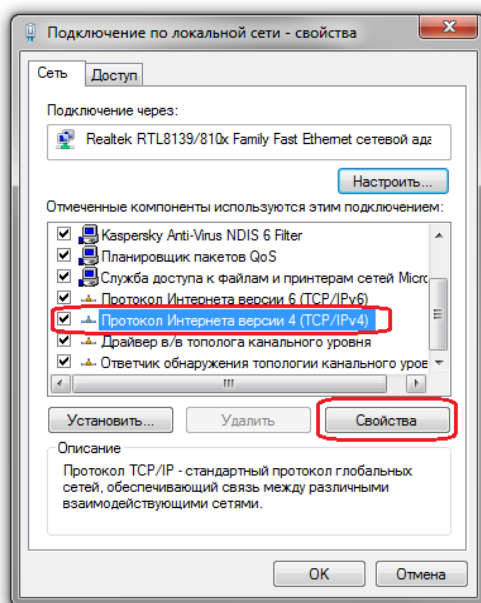 Подключение по локальной сети - свойства
Сеть
Доступ
Подключение через:
Realtek RTL8139/810x Family Fast Ethernet сетевой ада
Настроить...
Отмеченные компоненты используются этим подключением:
Kaspersky Anti-Virus NDIS 6 Filter
Планировщик пакетов QoS
Служба доступа к файлам и принтерам сетей Micro
Протокол Интернета версии 6 (TCP/IPv6)
Протокол Интернета версии 4 (TCP/IPv4)
Драйвер в/в тополога канального уровня
Ответчик обнаружения топологии канального уров
Установить...
Удалить
Свойства
Описание
Протокол TCP/IP - стандартный протокол глобальных
сетей, обеспечивающий связь между различными
взаимодействующими сетями.
OK
Отмена